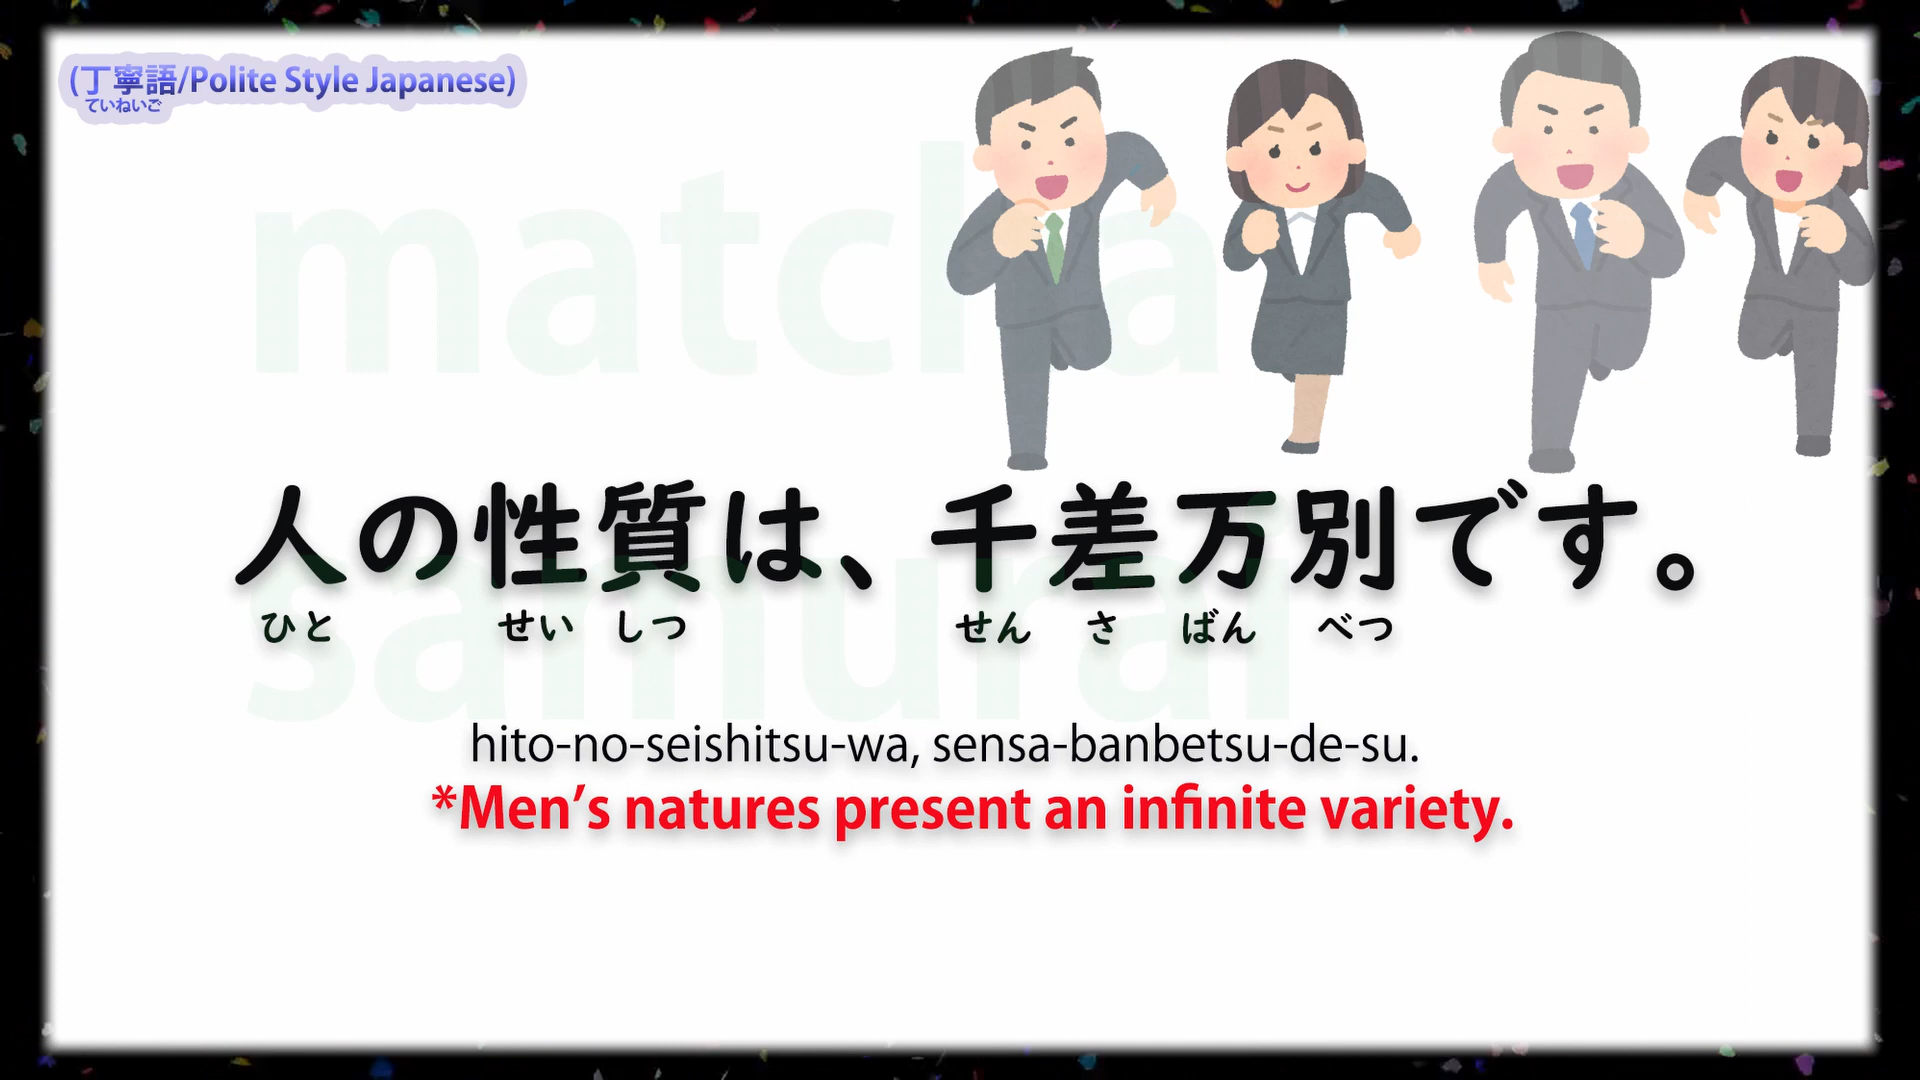 (丁寧語/Polite Style Japanese)
ていねいご
matcha
samurai
人の性質は、千差万別です。
ひと せい しつ せん さ ばん べつ
hito-no-seishitsu-wa, sensa-banbetsu-de-su.
*Men’s natures present an infinite variety.